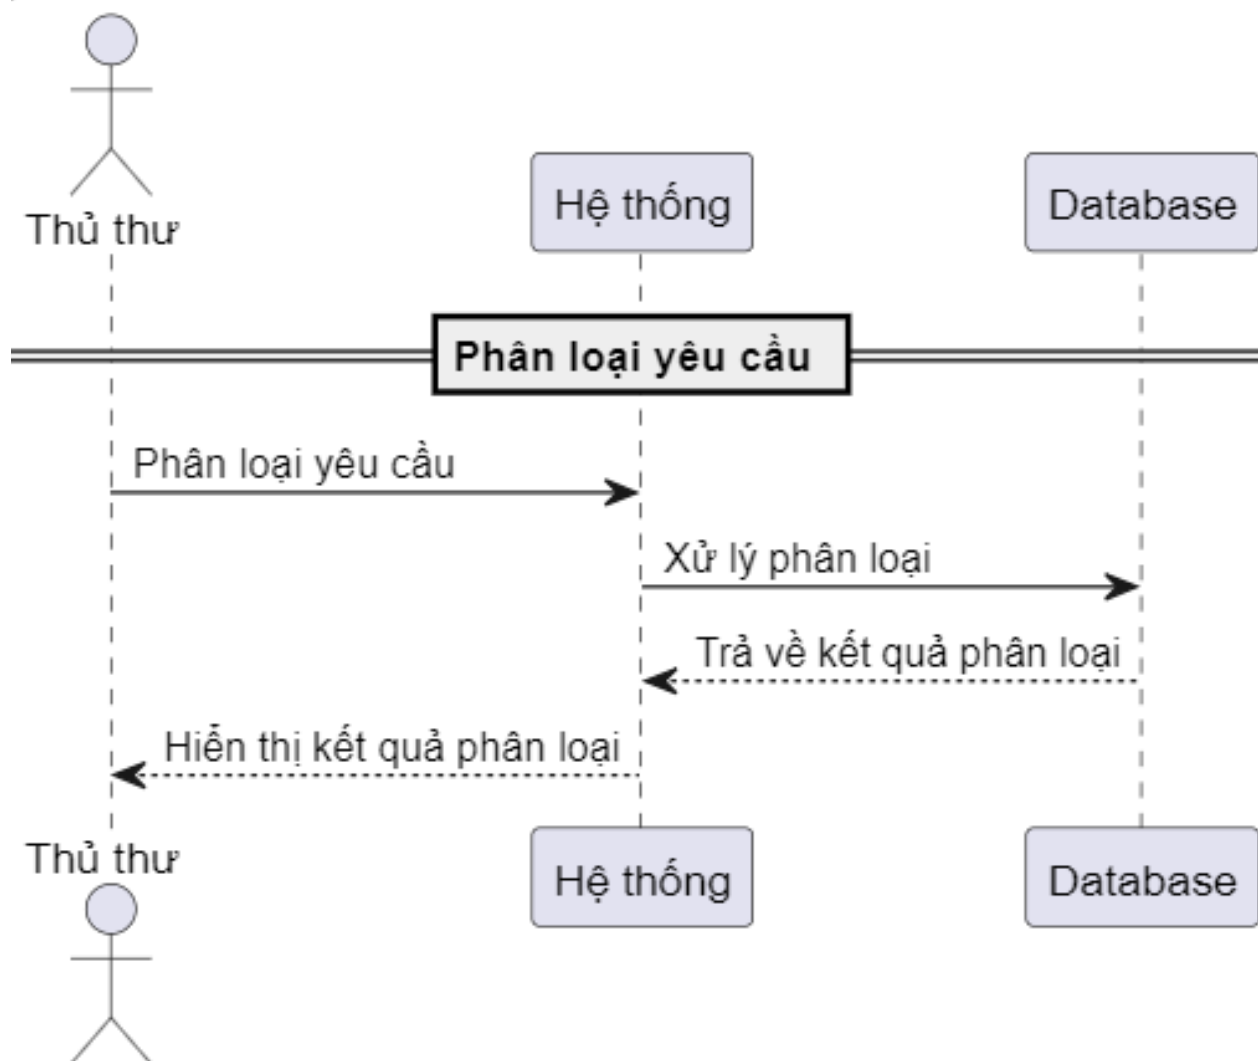 Thủ thư
Hệ thống
Database
Phân loại yêu cầu
Phân loại yêu cầu
Xử lý phân loại
Trả về kết quả phân loại
Hiển thị kết quả phân loại
Thủ thư
Hệ thống
Database